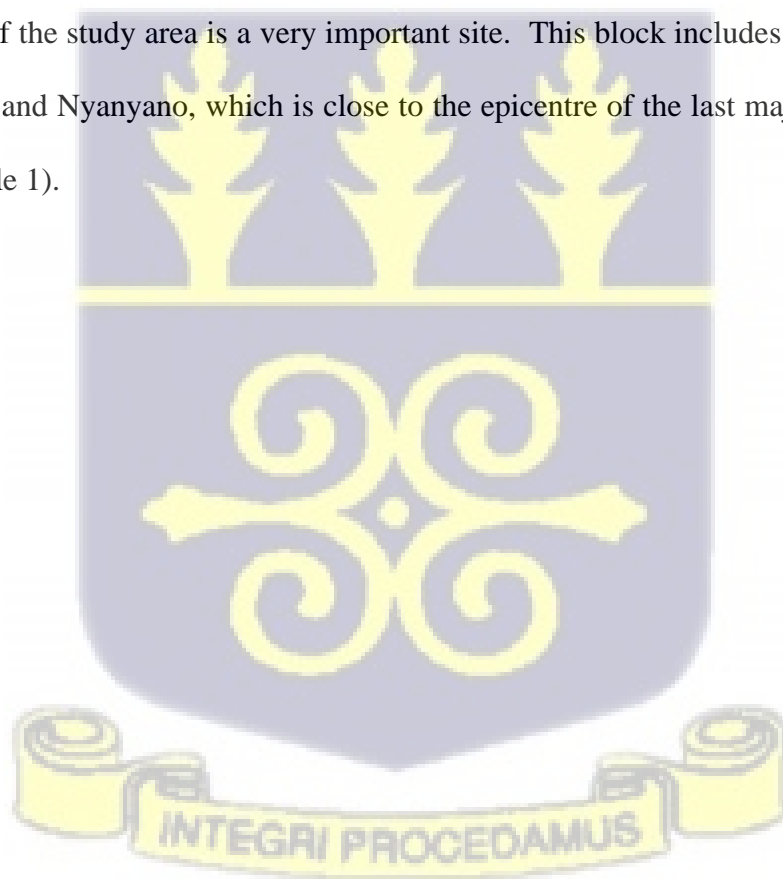 f the study area is a very important site. This block includes
and Nyanyano, which is close to the epicentre of the last maj
le 1).
INTEGRI PROCEDAMUS